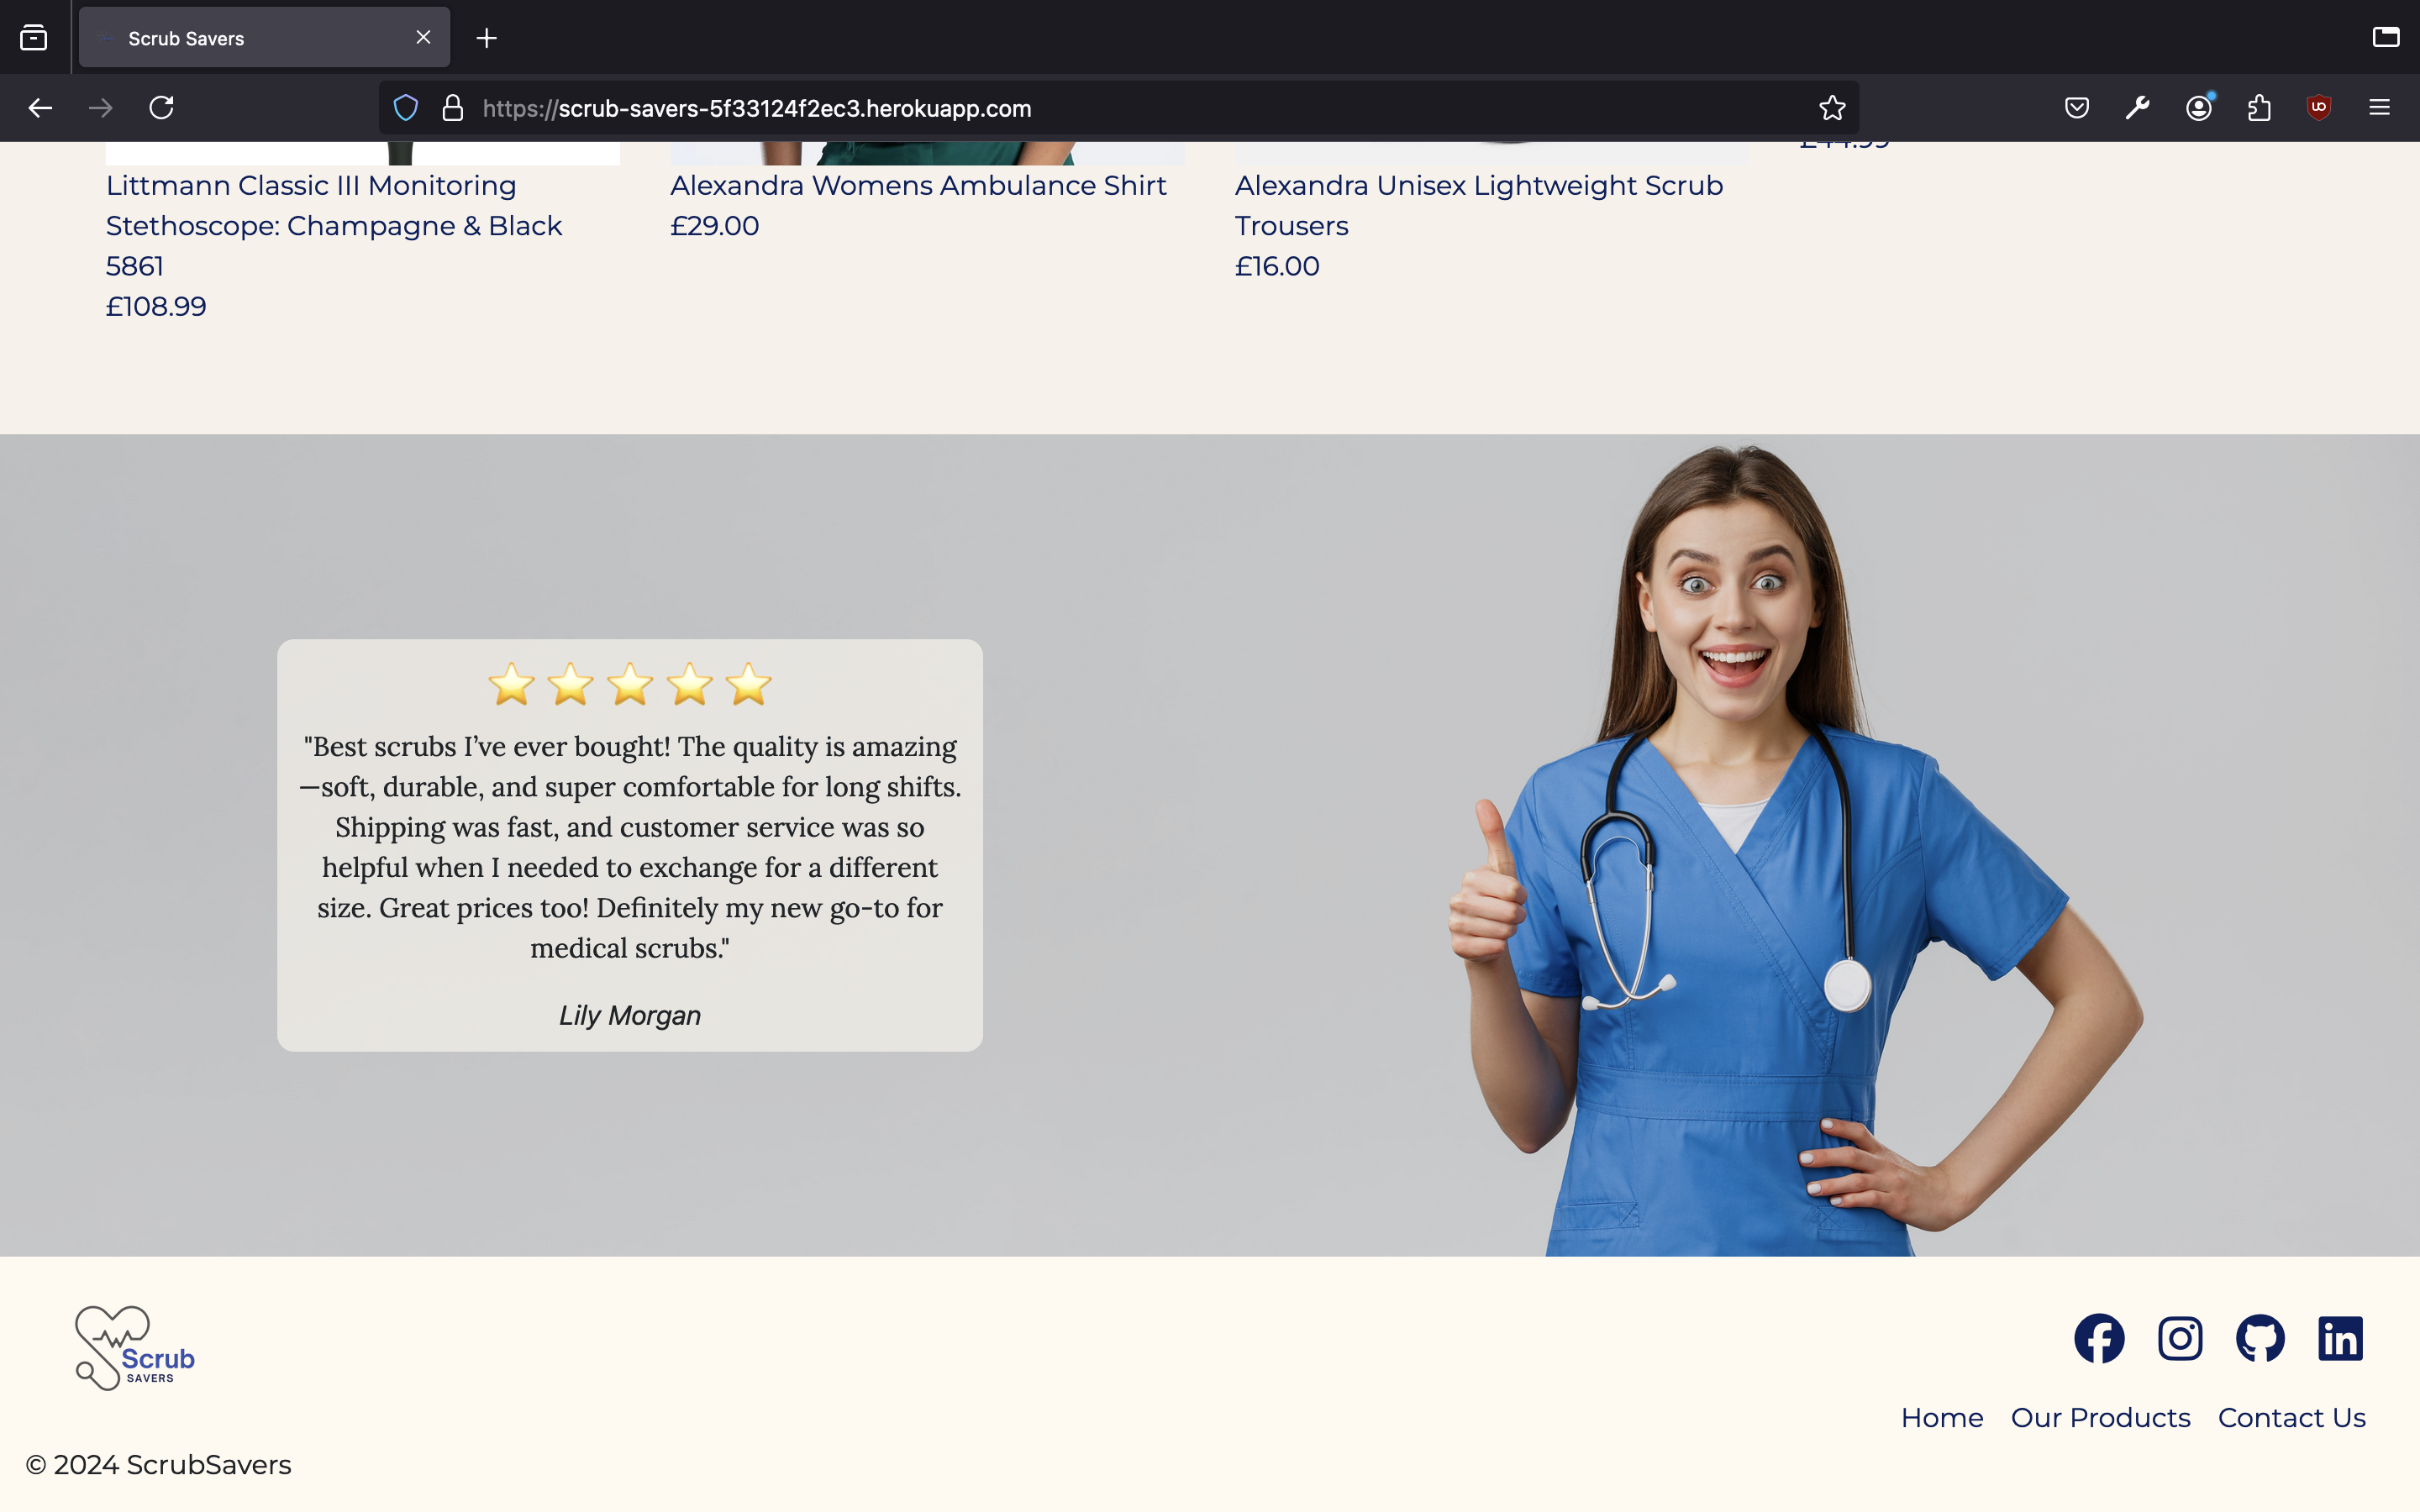 Scrub Savers
https://scrub-savers-5f33124f2ec3.herokuapp.com
£44.99
Littmann Classic III Monitoring
Stethoscope: Champagne & Black
5861
£108.99
Alexandra Womens Ambulance Shirt
£29.00
Alexandra Unisex Lightweight Scrub
Trousers
£16.00
"Best scrubs I’ve ever bought! The quality is amazing
—soft, durable, and super comfortable for long shifts.
Shipping was fast, and customer service was so
helpful when I needed to exchange for a different
size. Great prices too! Definitely my new go-to for
medical scrubs."
Lily Morgan
Scrub
SAVERS
Home Our Products Contact Us
© 2024 ScrubSavers